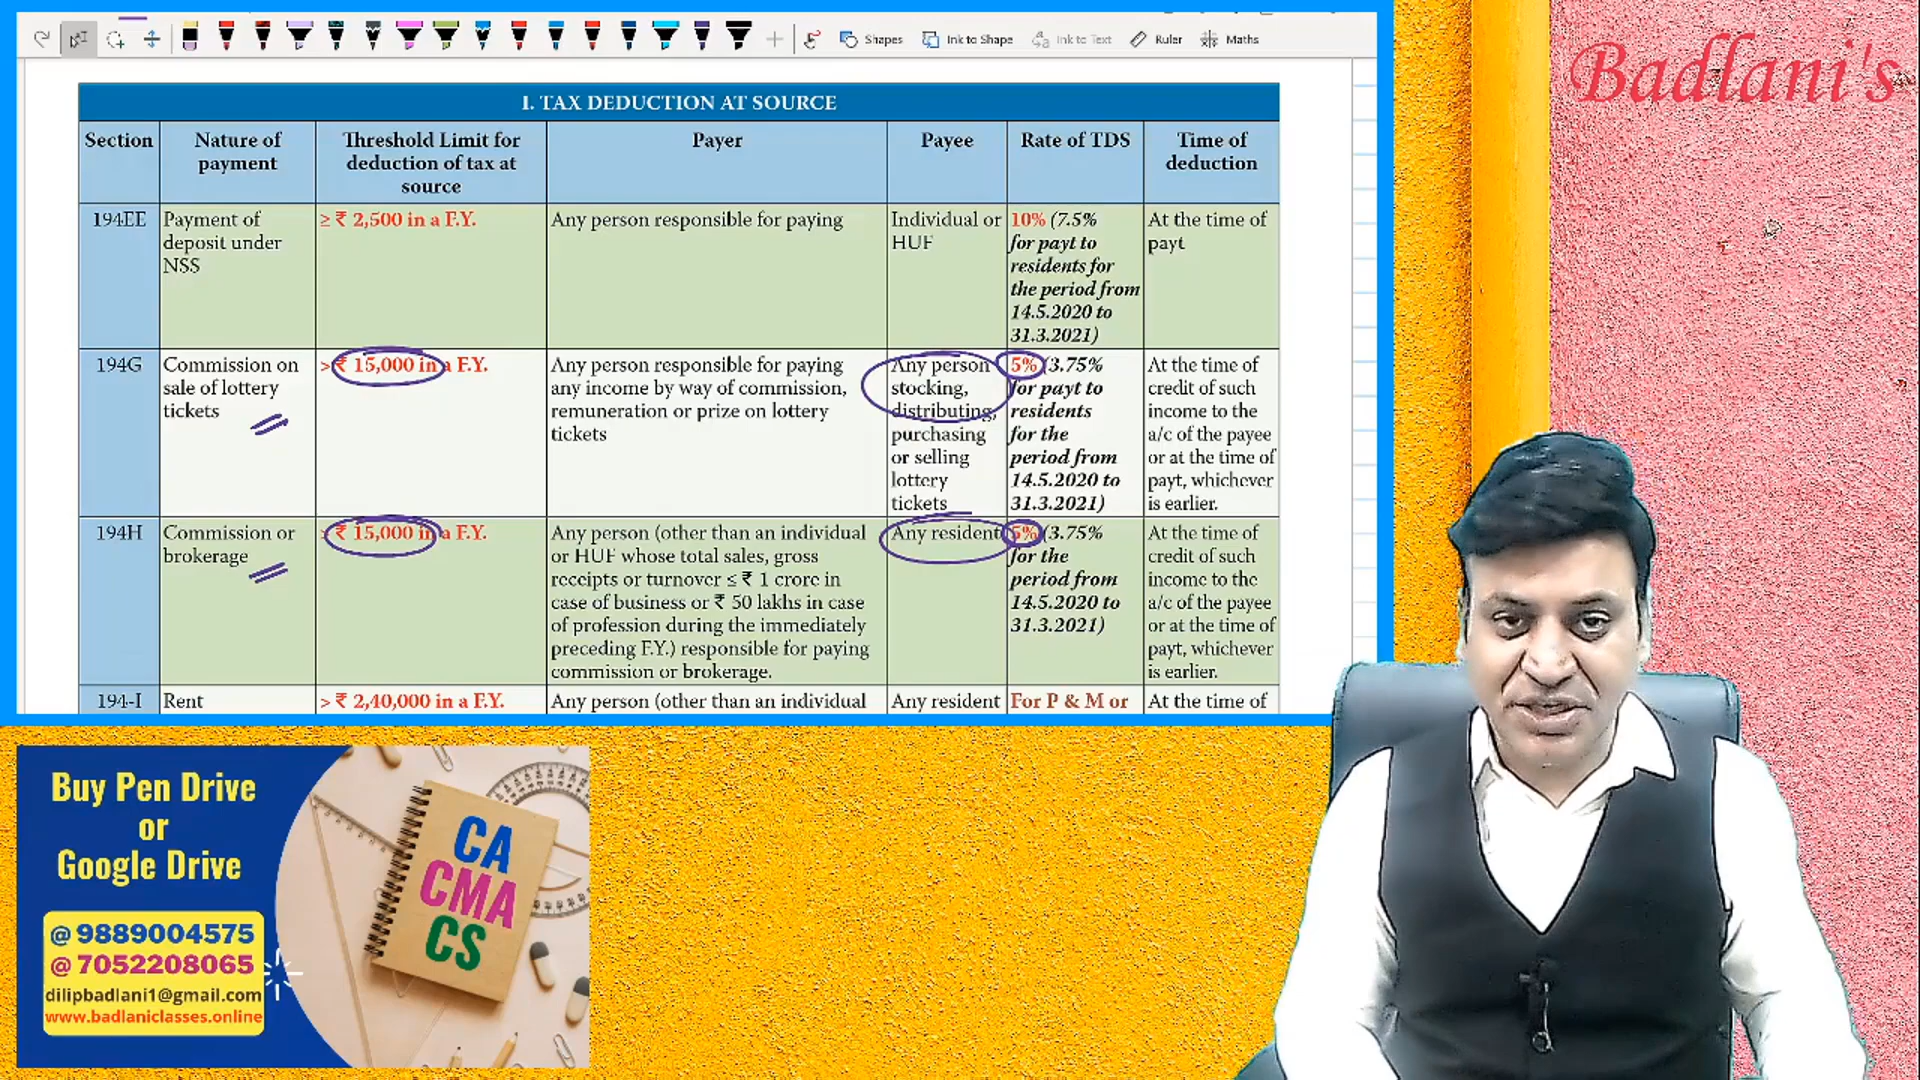 Shapes
Ink to Shape
Ink to Text
Ruler
Maths
Badlani's
I. TAX DEDUCTION AT SOURCE
Section
Nature of
payment
Threshold Limit for
deduction of tax at
source
Payer
Payee
Rate of TDS
Time of
deduction
194EE
Payment of
deposit under
NSS
≥ ₹ 2,500 in a F.Y.
Any person responsible for paying
Individual or
HUF
10% (7.5%
for payt to
residents for
the period from
14.5.2020 to
31.3.2021)
At the time of
payt
194G
Commission on
sale of lottery
tickets
> ₹ 15,000 in a F.Y.
Any person responsible for paying
any income by way of commission,
remuneration or prize on lottery
tickets
Any person
stocking,
distributing,
purchasing
or selling
lottery
tickets
5% (3.75%
for payt to
residents
for the
period from
14.5.2020 to
31.3.2021)
At the time of
credit of such
income to the
a/c of the payee
or at the time of
payt, whichever
is earlier.
194H
Commission or
brokerage
> ₹ 15,000 in a F.Y.
Any person (other than an individual
or HUF whose total sales, gross
receipts or turnover ≤ ₹ 1 crore in
case of business or ₹ 50 lakhs in case
of profession during the immediately
preceding F.Y.) responsible for paying
commission or brokerage.
Any resident
5% (3.75%
for the
period from
14.5.2020 to
31.3.2021)
At the time of
credit of such
income to the
a/c of the payee
or at the time of
payt, whichever
is earlier.
194-I
Rent
> ₹ 2,40,000 in a F.Y.
Any person (other than an individual
Any resident
For P & M or
At the time of
Buy Pen Drive
or
Google Drive
@ 9889004575
@ 7052208065
dilipbadlani1@gmail.com
www.badlaniclasses.online
CA
CMA
CS